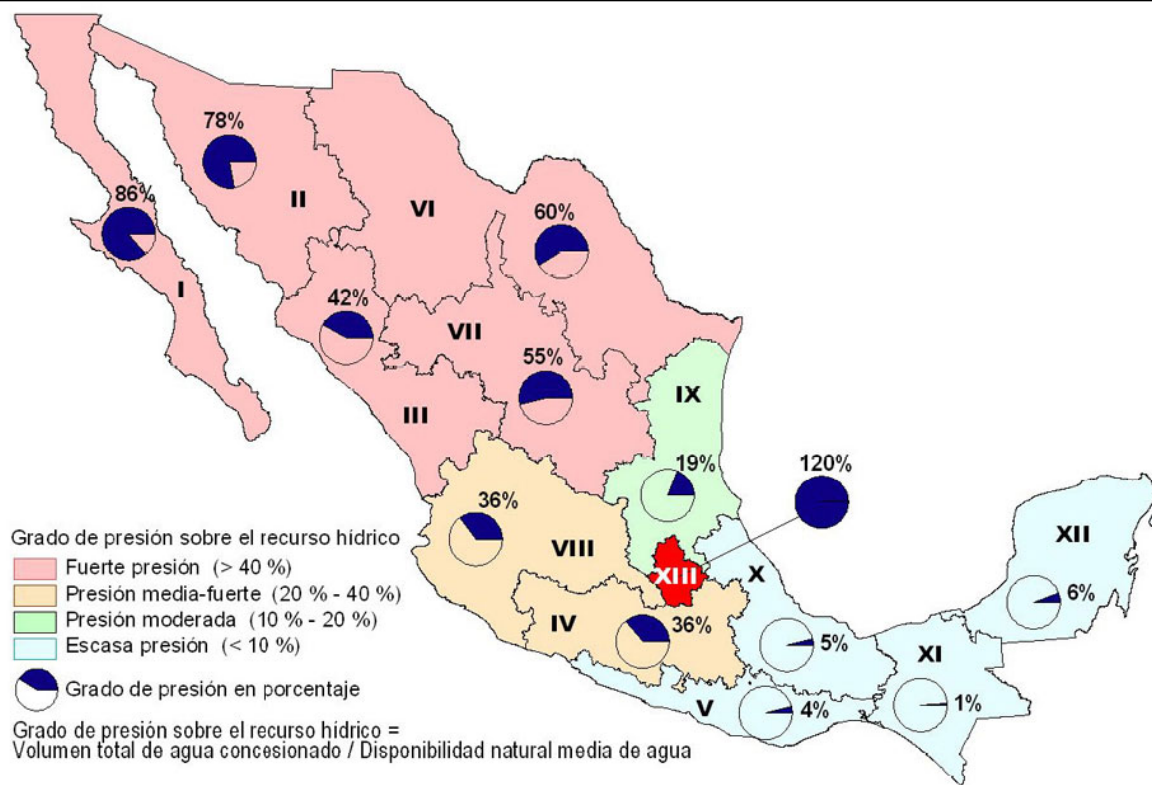 78%
II
86%
I
VI
60%
42%
VII
55%
III
IX
19%
120%
36%
VIII
XIII
X
XII
6%
IV
36%
5%
XI
V
4%
1%
Grado de presión sobre el recurso hídrico
Fuerte presión (> 40 %)
Presión media-fuerte (20 % - 40 %)
Presión moderada (10 % - 20 %)
Escasa presión (< 10 %)
Grado de presión en porcentaje
Grado de presión sobre el recurso hídrico =
Volumen total de agua concesionado / Disponibilidad natural media de agua